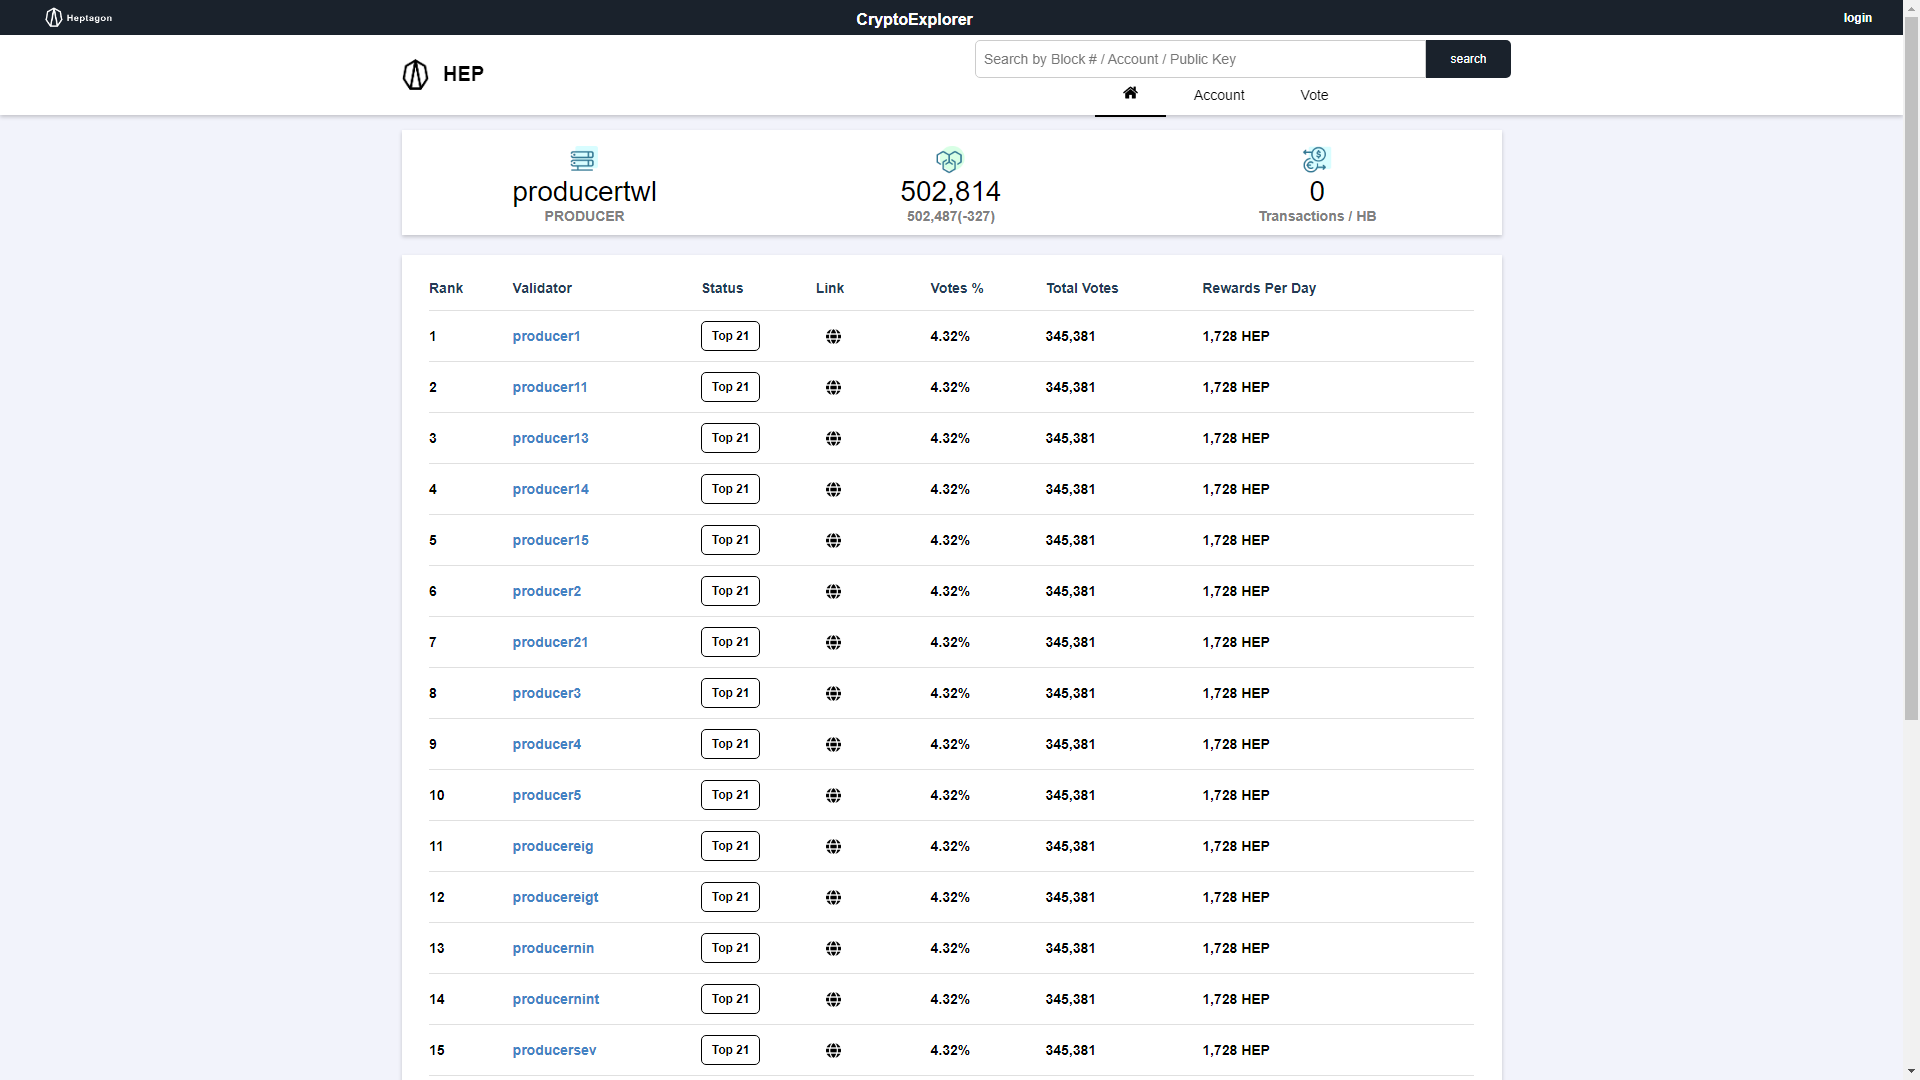 Heptagon CryptoExplorer login
Search by Block # / Account / Public Key search
HEP
Account Vote
producertwl 502,814 0
PRODUCER 502,487(-327) Transactions / HB
Rank Validator Status Link Votes % Total Votes Rewards Per Day
1 producer1 Top 21 4.32% 345,381 1,728 HEP
2 producer11 Top 21 4.32% 345,381 1,728 HEP
3 producer13 Top 21 4.32% 345,381 1,728 HEP
4 producer14 Top 21 4.32% 345,381 1,728 HEP
5 producer15 Top 21 4.32% 345,381 1,728 HEP
6 producer2 Top 21 4.32% 345,381 1,728 HEP
7 producer21 Top 21 4.32% 345,381 1,728 HEP
8 producer3 Top 21 4.32% 345,381 1,728 HEP
9 producer4 Top 21 4.32% 345,381 1,728 HEP
10 producer5 Top 21 4.32% 345,381 1,728 HEP
11 producereig Top 21 4.32% 345,381 1,728 HEP
12 producereigt Top 21 4.32% 345,381 1,728 HEP
13 producernin Top 21 4.32% 345,381 1,728 HEP
14 producernint Top 21 4.32% 345,381 1,728 HEP
15 producersev Top 21 4.32% 345,381 1,728 HEP